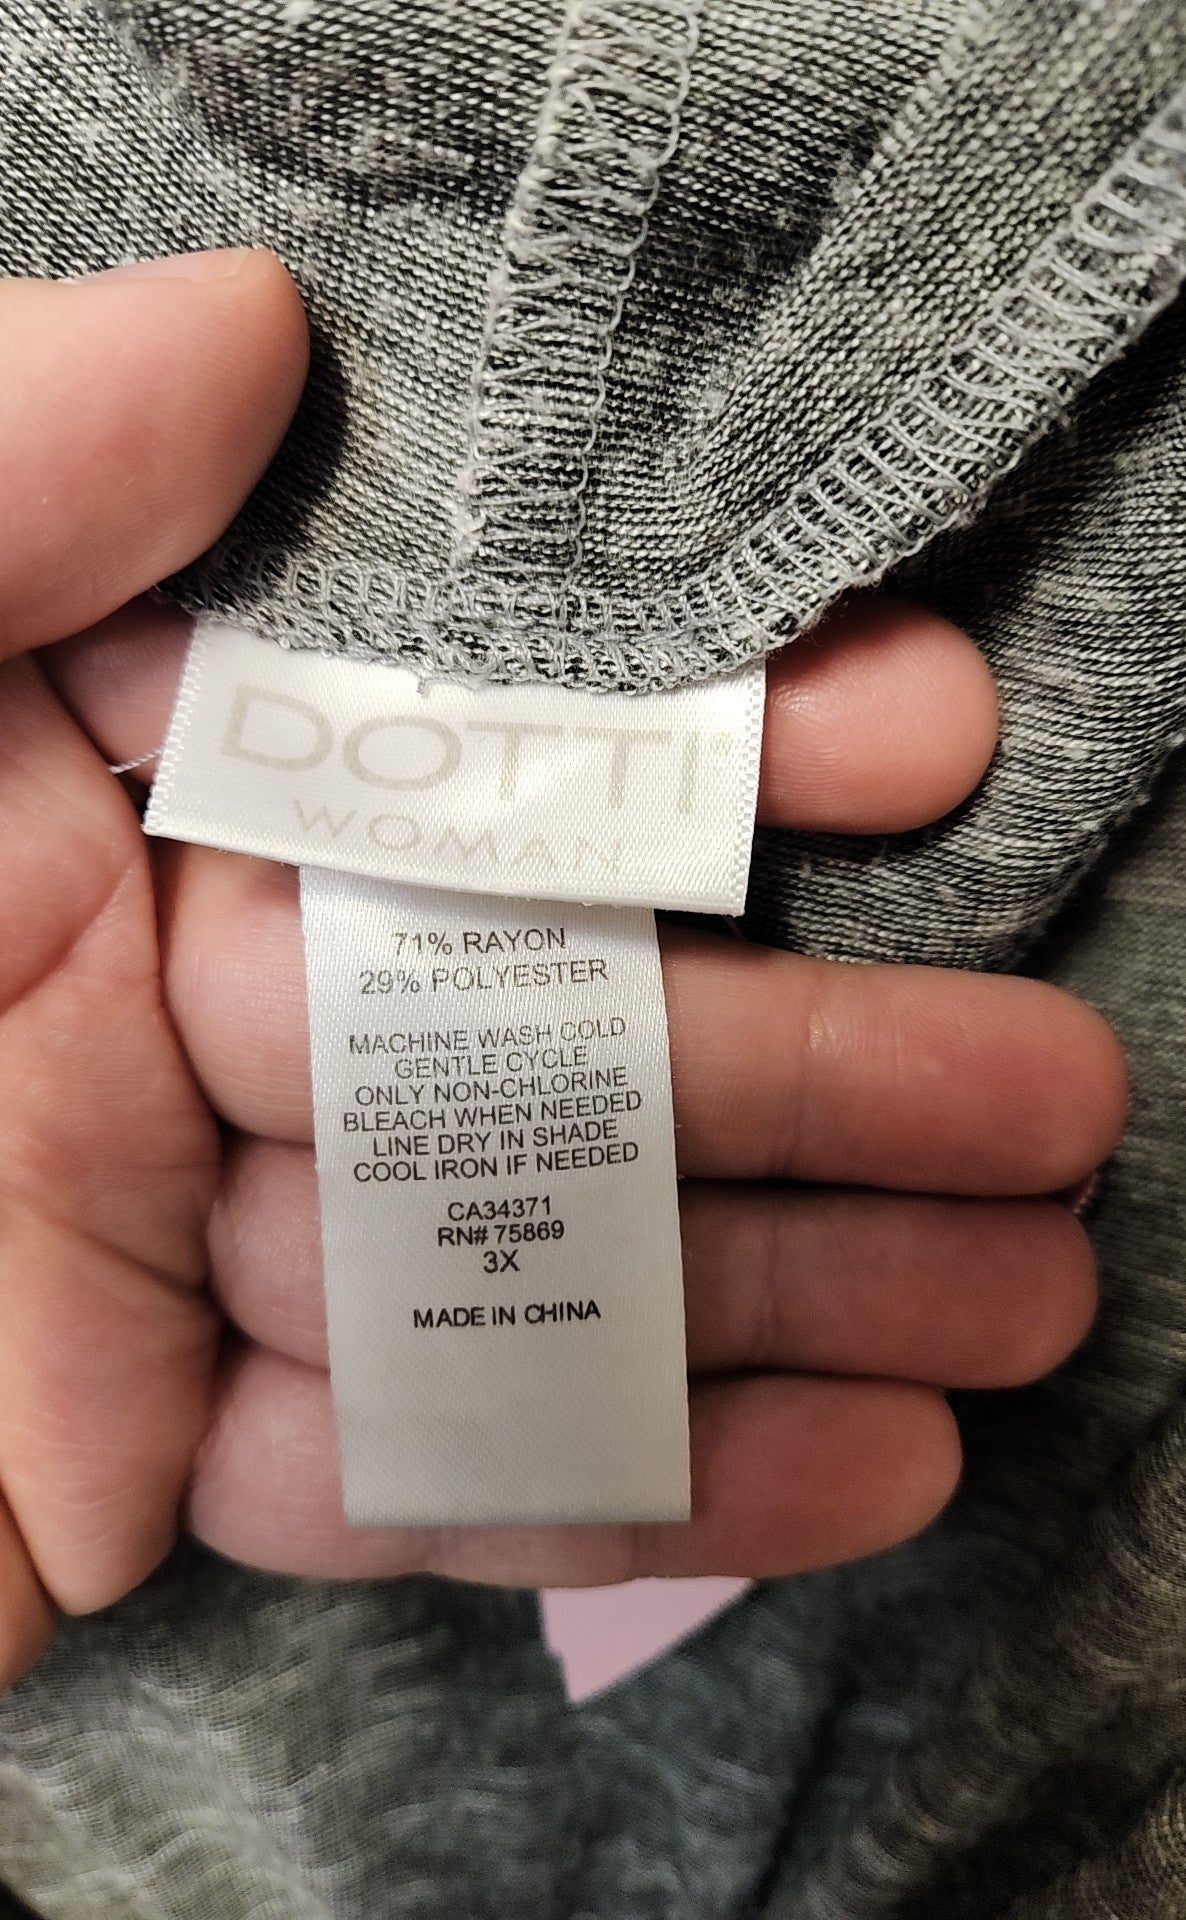 DOTTI
WOMAN
71% RAYON
29% POLYESTER
MACHINE WASH COLD
GENTLE CYCLE
ONLY NON-CHLORINE
BLEACH WHEN NEEDED
LINE DRY IN SHADE
COOL IRON IF NEEDED
CA34371
RN# 75869
3X
MADE IN CHINA